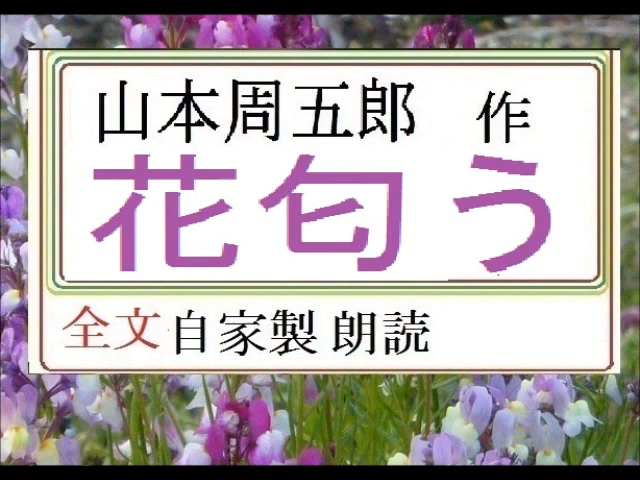 山本周五郎 作
花匂う
全文自家製 朗読